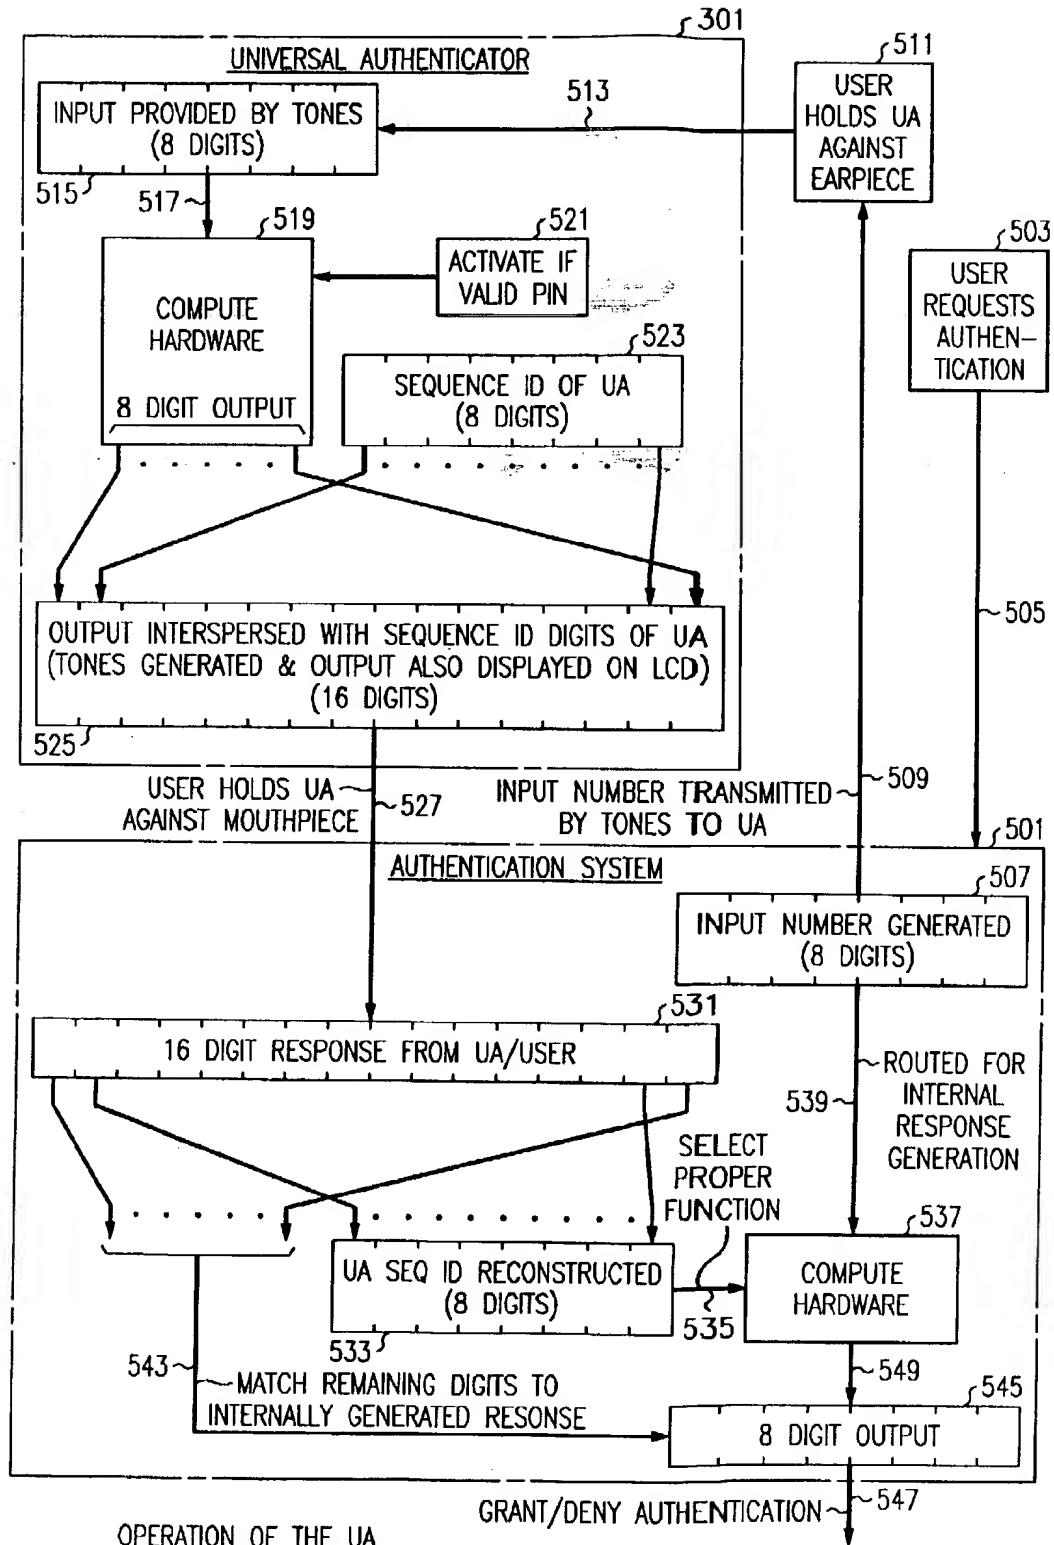 301
UNIVERSAL AUTHENTICATOR
INPUT PROVIDED BY TONES
(8 DIGITS)
515
517
513
511
USER
HOLDS UA
AGAINST
EARPIECE
519
COMPUTE
HARDWARE
8 DIGIT OUTPUT
521
ACTIVATE IF
VALID PIN
503
USER
REQUESTS
AUTHEN-
TICATION
523
SEQUENCE ID OF UA
(8 DIGITS)
505
OUTPUT INTERSPERSED WITH SEQUENCE ID DIGITS OF UA
(TONES GENERATED & OUTPUT ALSO DISPLAYED ON LCD)
(16 DIGITS)
525
USER HOLDS UA
AGAINST MOUTHPIECE
527
INPUT NUMBER TRANSMITTED
BY TONES TO UA
509
501
AUTHENTICATION SYSTEM
507
INPUT NUMBER GENERATED
(8 DIGITS)
531
16 DIGIT RESPONSE FROM UA/USER
539
ROUTED FOR
INTERNAL
RESPONSE
GENERATION
SELECT
PROPER
FUNCTION
537
COMPUTE
HARDWARE
UA SEQ ID RECONSTRUCTED
(8 DIGITS)
533
535
543
MATCH REMAINING DIGITS TO
INTERNALLY GENERATED RESONSE
549
545
8 DIGIT OUTPUT
GRANT/DENY AUTHENTICATION
547
OPERATION OF THE UA